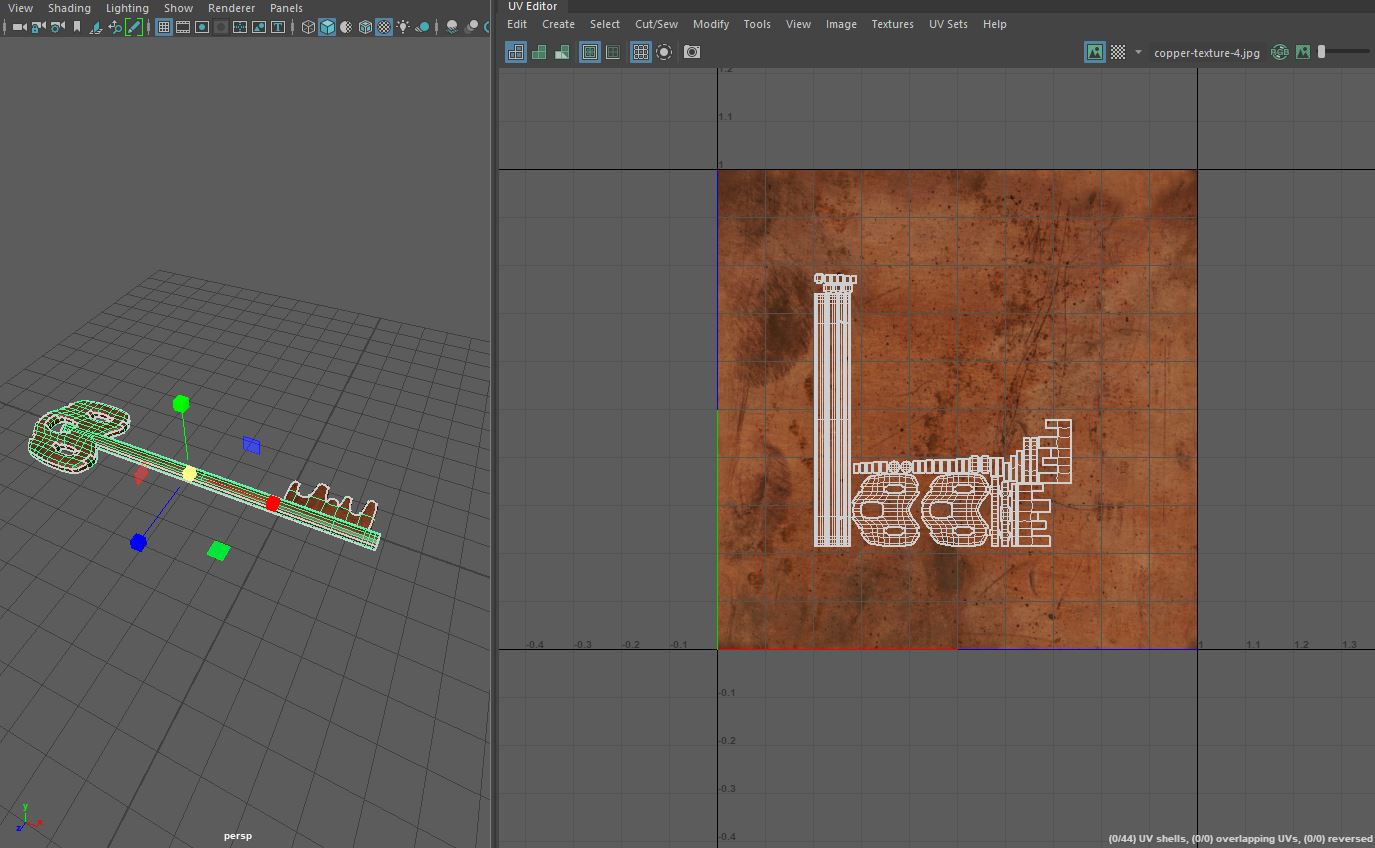 View Shading Lighting Show Renderer Panels
UV Editor
Edit Create Select Cut/Sew Modify Tools View Image Textures UV Sets Help
copper-texture-4.jpg RGB
1.2
1.1
1
-0.4 -0.3 -0.2 -0.1 1 1.1 1.2 1.3
-0.1
-0.2
-0.3
-0.4
y
z x
persp
(0/44) UV shells, (0/0) overlapping UVs, (0/0) reversed